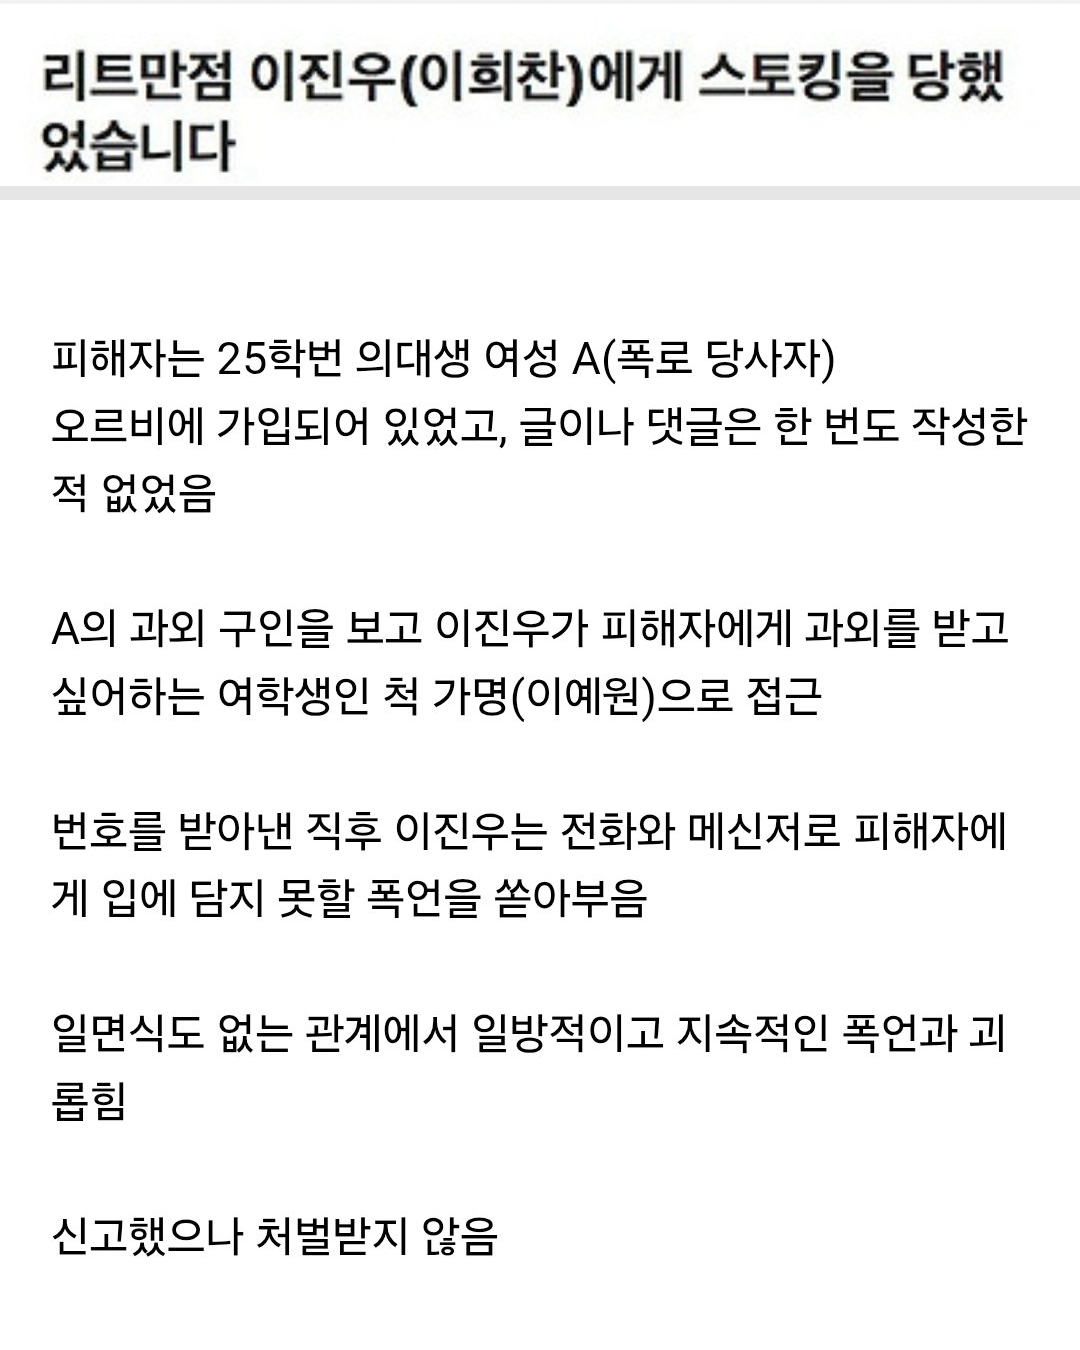 리트만점 이진우(이희찬)에게 스토킹을 당했
었습니다
피해자는 25학번 의대생 여성 A(폭로 당사자)
오르비에 가입되어 있었고, 글이나 댓글은 한 번도 작성한
적 없었음
A의 과외 구인을 보고 이진우가 피해자에게 과외를 받고
싶어하는 여학생인 척 가명(이예원)으로 접근
번호를 받아낸 직후 이진우는 전화와 메신저로 피해자에
게 입에 담지 못할 폭언을 쏟아부음
일면식도 없는 관계에서 일방적이고 지속적인 폭언과 괴
롭힘
신고했으나 처벌받지 않음